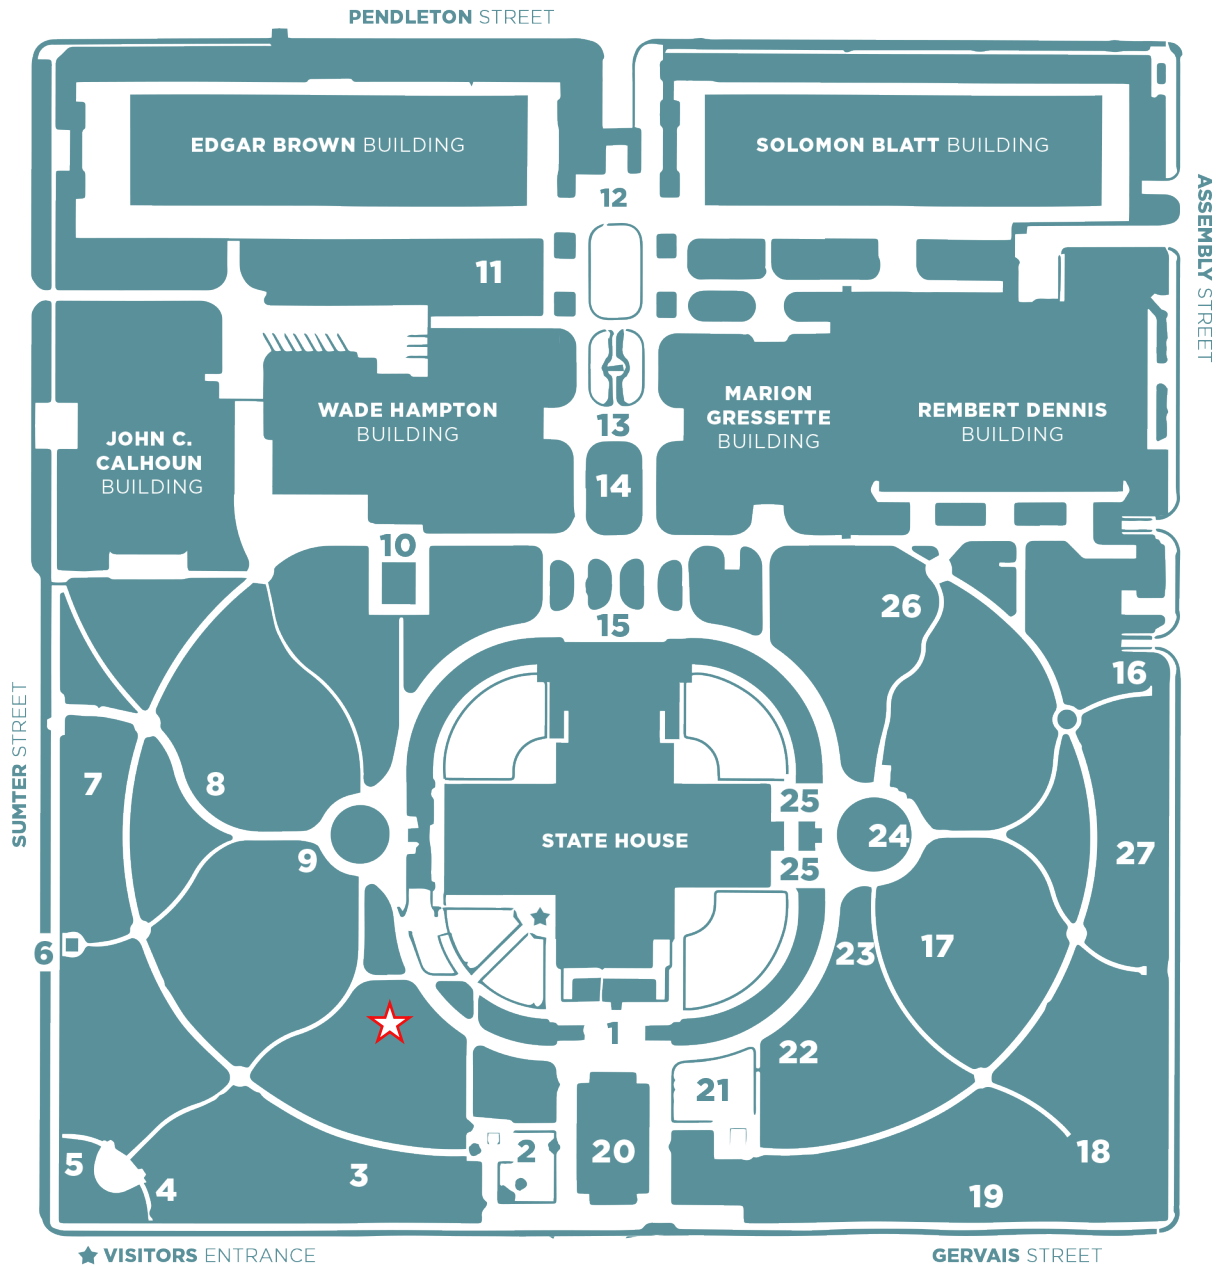 PENDLETON STREET
EDGAR BROWN BUILDING
SOLOMON BLATT BUILDING
ASSEMBLY STREET
12
11
MARION
GRESSETTE
BUILDING
WADE HAMPTON
BUILDING
REMBERT DENNIS
BUILDING
13
JOHN C.
CALHOUN
BUILDING
14
10
26
15
16
SUMTER STREET
7
8
25
STATE HOUSE
24
27
9
25
6
23
17
1
22
21
5
4
3
2
20
18
19
VISITORS ENTRANCE
GERVAIS STREET